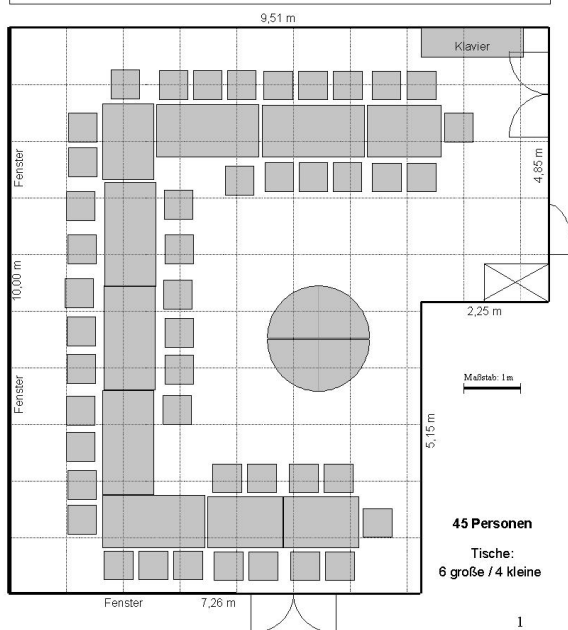 9,51 m
Klavier
Fenster
4,85 m
10,00 m
2,25 m
Maßstab: 1m
Fenster
5,15 m
45 Personen
Tische:
6 große / 4 kleine
Fenster
7,26 m
1